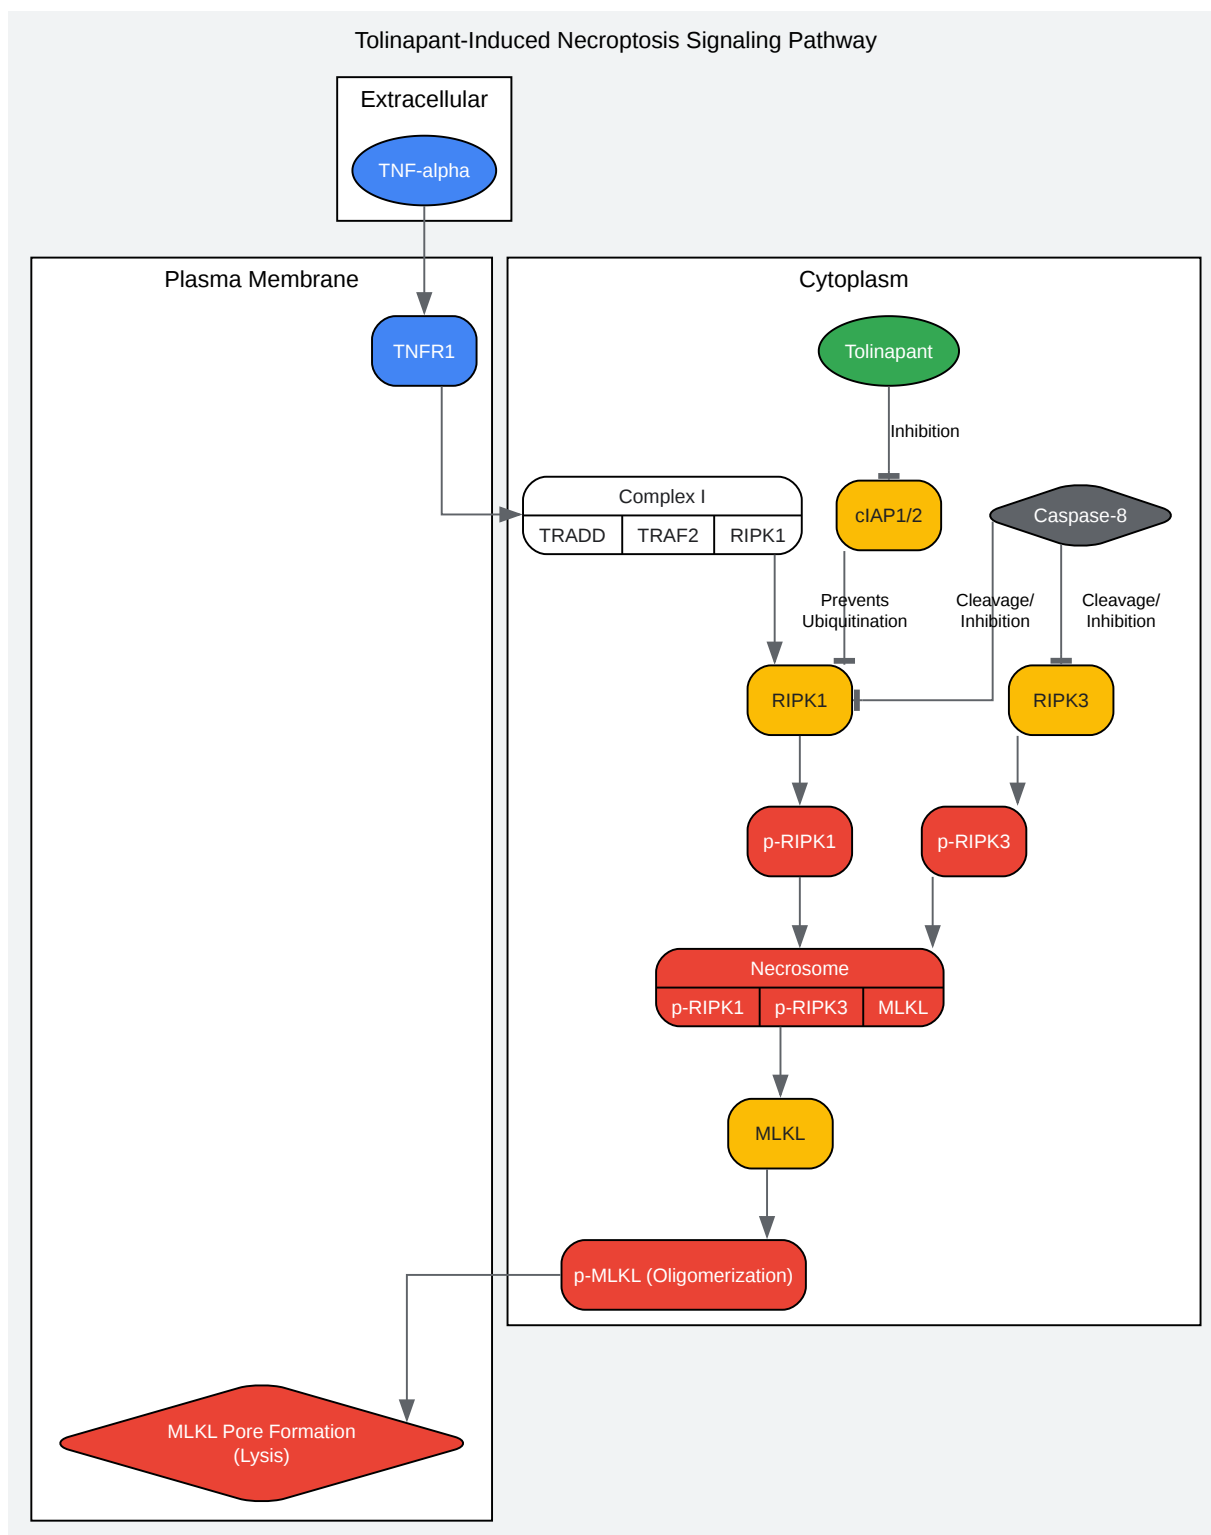 Tolinapant-Induced Necroptosis Signaling Pathway
Extracellular
TNF-alpha
Plasma Membrane
Cytoplasm
TNFR1
Tolinapant
Inhibition
Complex I
TRADD
TRAF2
RIPK1
cIAP1/2
Caspase-8
Prevents
Ubiquitination
Cleavage/
Inhibition
Cleavage/
Inhibition
RIPK1
RIPK3
p-RIPK1
p-RIPK3
Necrosome
p-RIPK1
p-RIPK3
MLKL
MLKL
p-MLKL (Oligomerization)
MLKL Pore Formation
(Lysis)